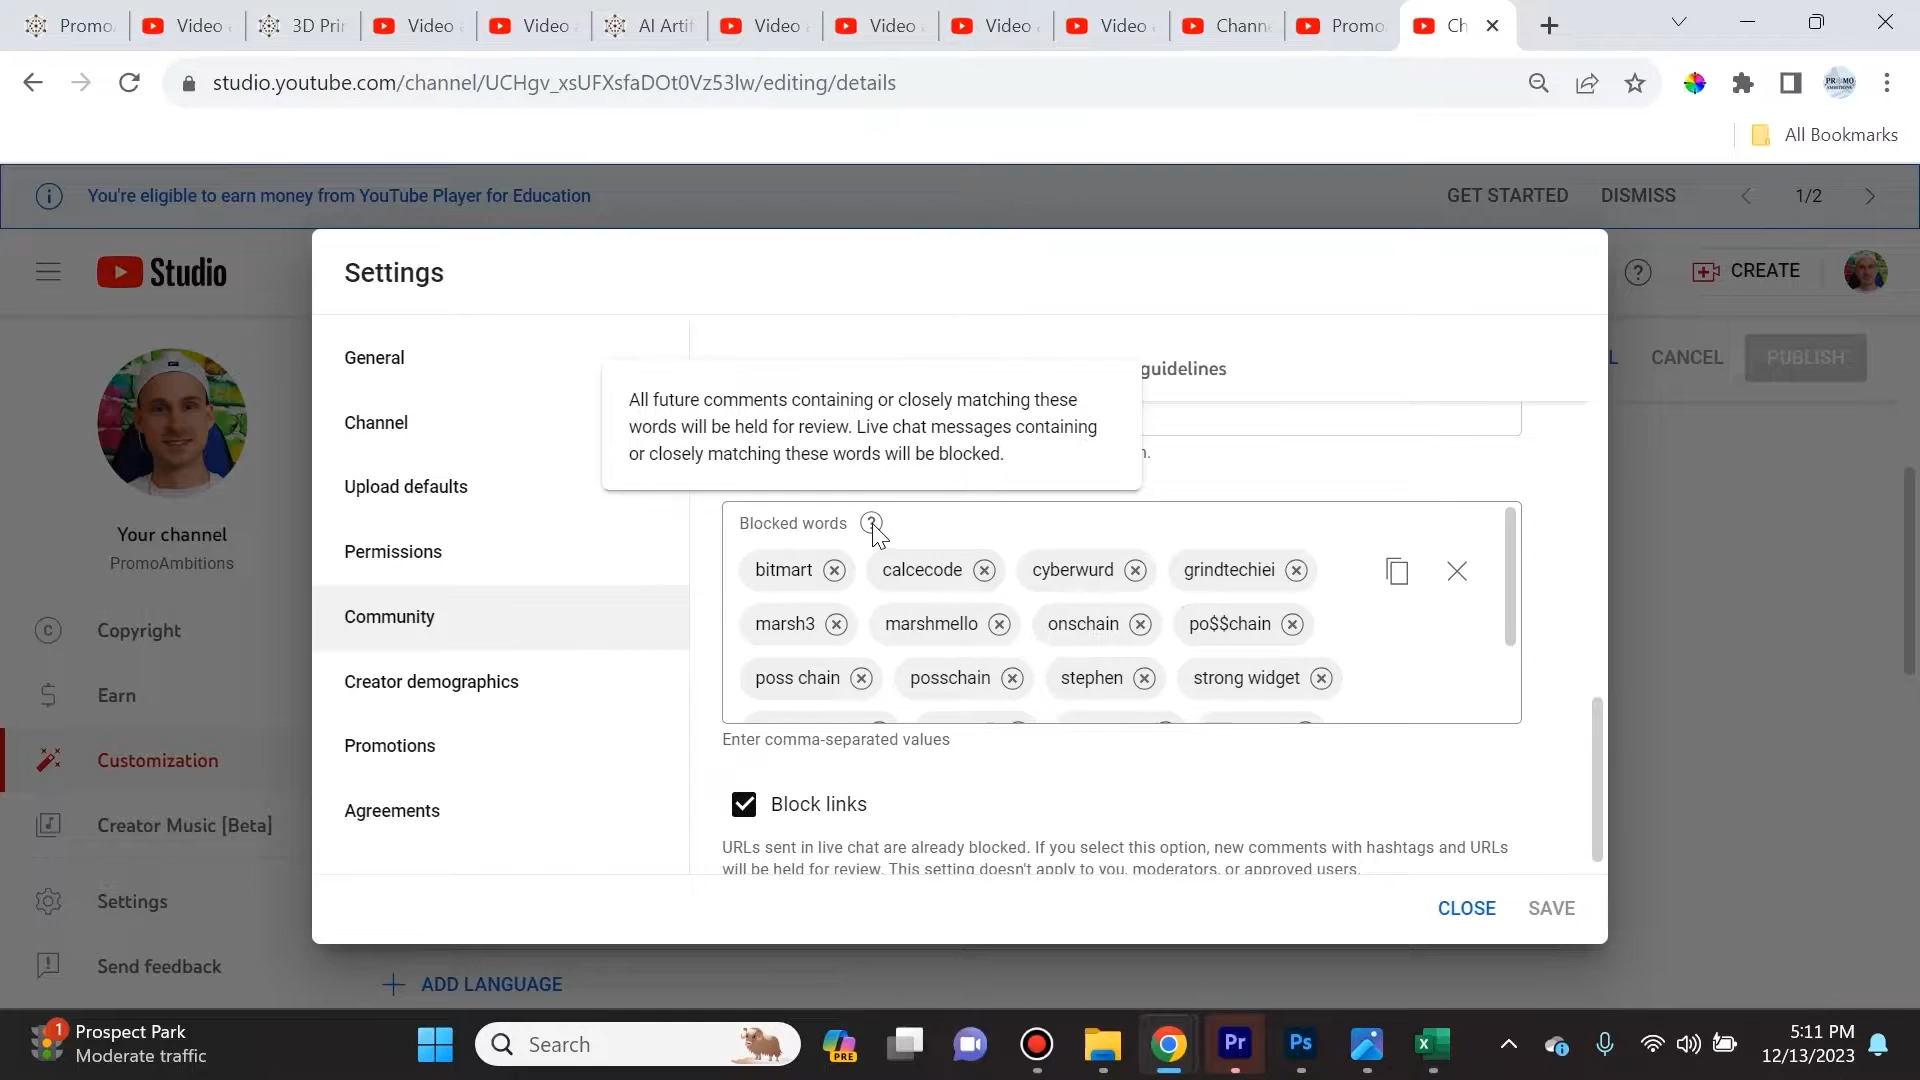 Promo
Video
3D Prin
Video
Video
AI Artif
Video
Video
Video
Video
Chann
Promo
Ch
studio.youtube.com/channel/UCHgv_xsUFXsfaDOt0Vz53lw/editing/details
PROMO
All Bookmarks
You're eligible to earn money from YouTube Player for Education
GET STARTED
DISMISS
1/2
Studio
Settings
CREATE
General
Channel
Upload defaults
Permissions
Community
Creator demographics
Promotions
Agreements
guidelines
All future comments containing or closely matching these
words will be held for review. Live chat messages containing
or closely matching these words will be blocked.
Blocked words
bitmart
calcecode
cyberwurd
grindtechiei
marsh3
marshmello
onschain
po$$chain
poss chain
posschain
stephen
strong widget
Enter comma-separated values
Block links
URLs sent in live chat are already blocked. If you select this option, new comments with hashtags and URLs
will be held for review. This setting doesn't apply to you, moderators, or approved users.
CLOSE
SAVE
CANCEL
PUBLISH
Your channel
PromoAmbitions
Copyright
Earn
Customization
Creator Music [Beta]
Settings
Send feedback
ADD LANGUAGE
1
Prospect Park
Moderate traffic
Search
PRE
Pr
Ps
X
5:11 PM
12/13/2023